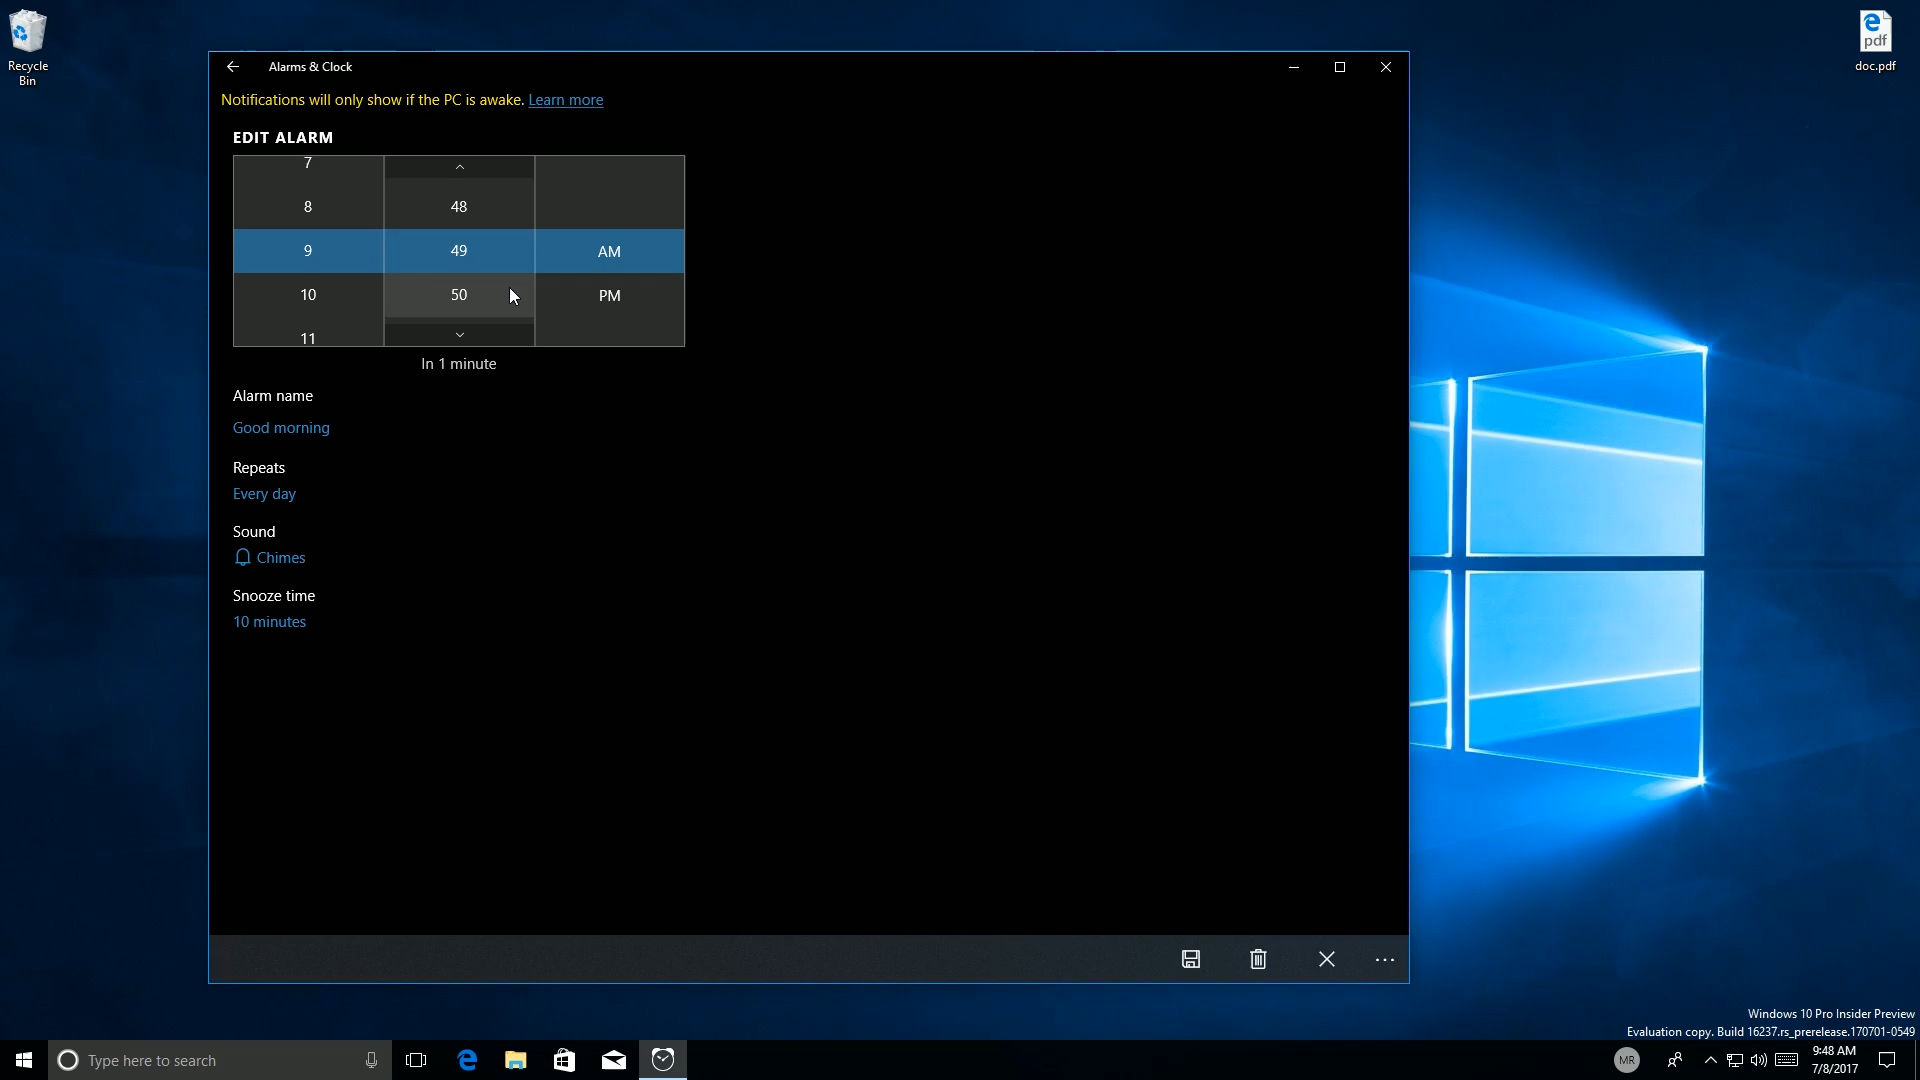 Recycle
Bin
pdf
doc.pdf
Alarms & Clock
Notifications will only show if the PC is awake. Learn more
EDIT ALARM
7
8 48
9 49 AM
10 50 PM
11
In 1 minute
Alarm name
Good morning
Repeats
Every day
Sound
Chimes
Snooze time
10 minutes
Windows 10 Pro Insider Preview
Evaluation copy. Build 16237.rs_prerelease.170701-0549
Type here to search
MR
9:48 AM
7/8/2017